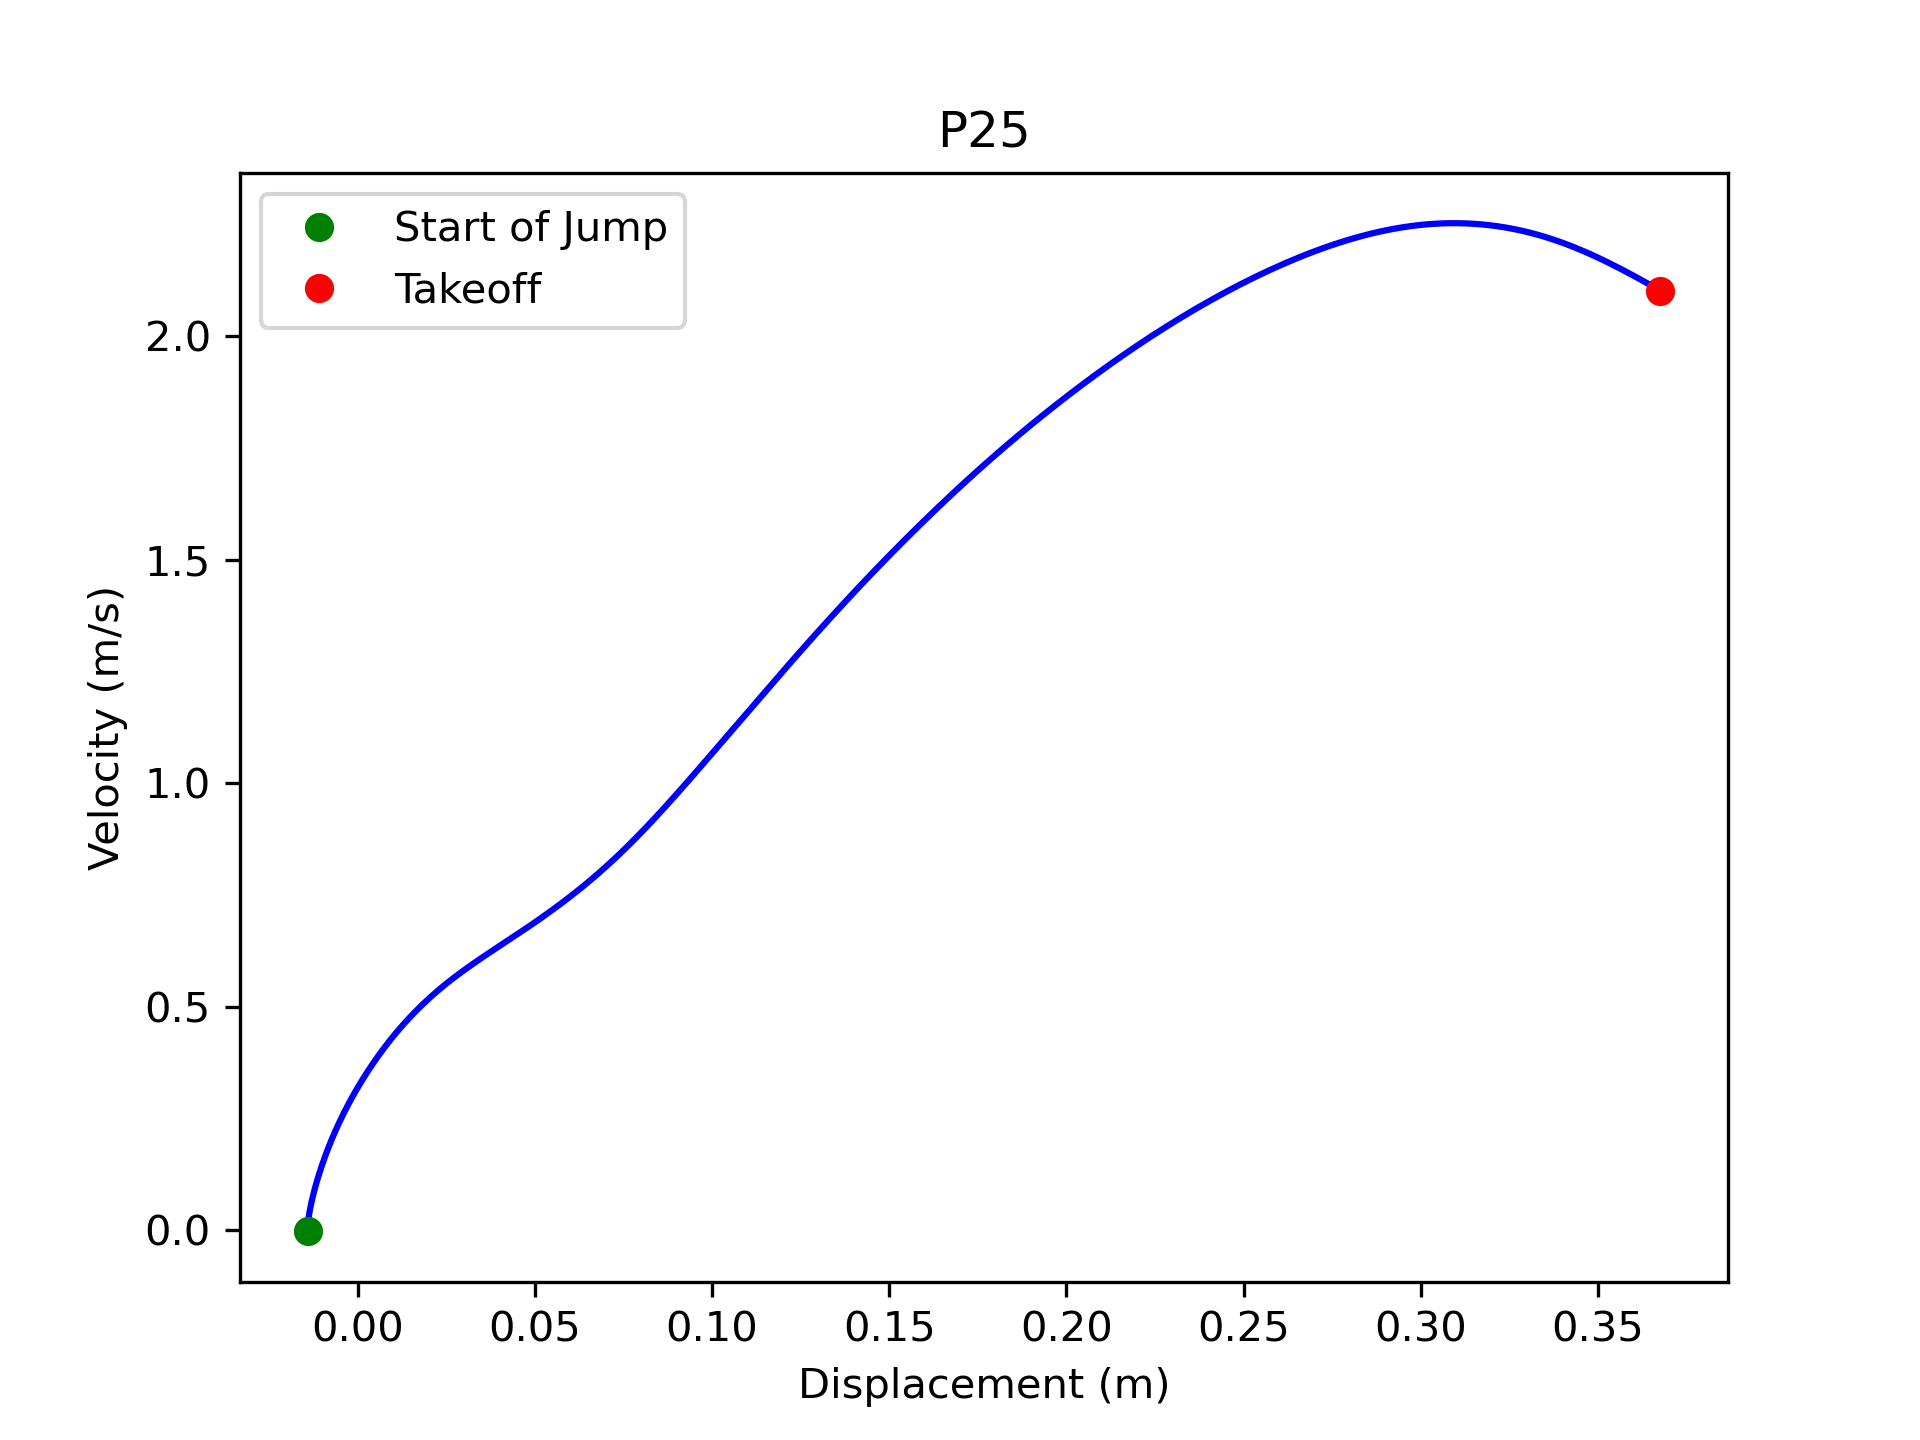 P25
Start of Jump
Takeoff
2.0
1.5
1.0
0.5
0.0
Velocity (m/s)
0.00 0.05 0.10 0.15 0.20 0.25 0.30 0.35
Displacement (m)